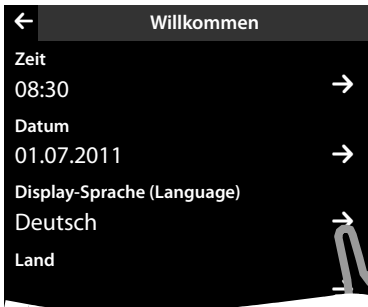 Willkommen
Zeit
08:30
Datum
01.07.2011
Display-Sprache (Language)
Deutsch
Land